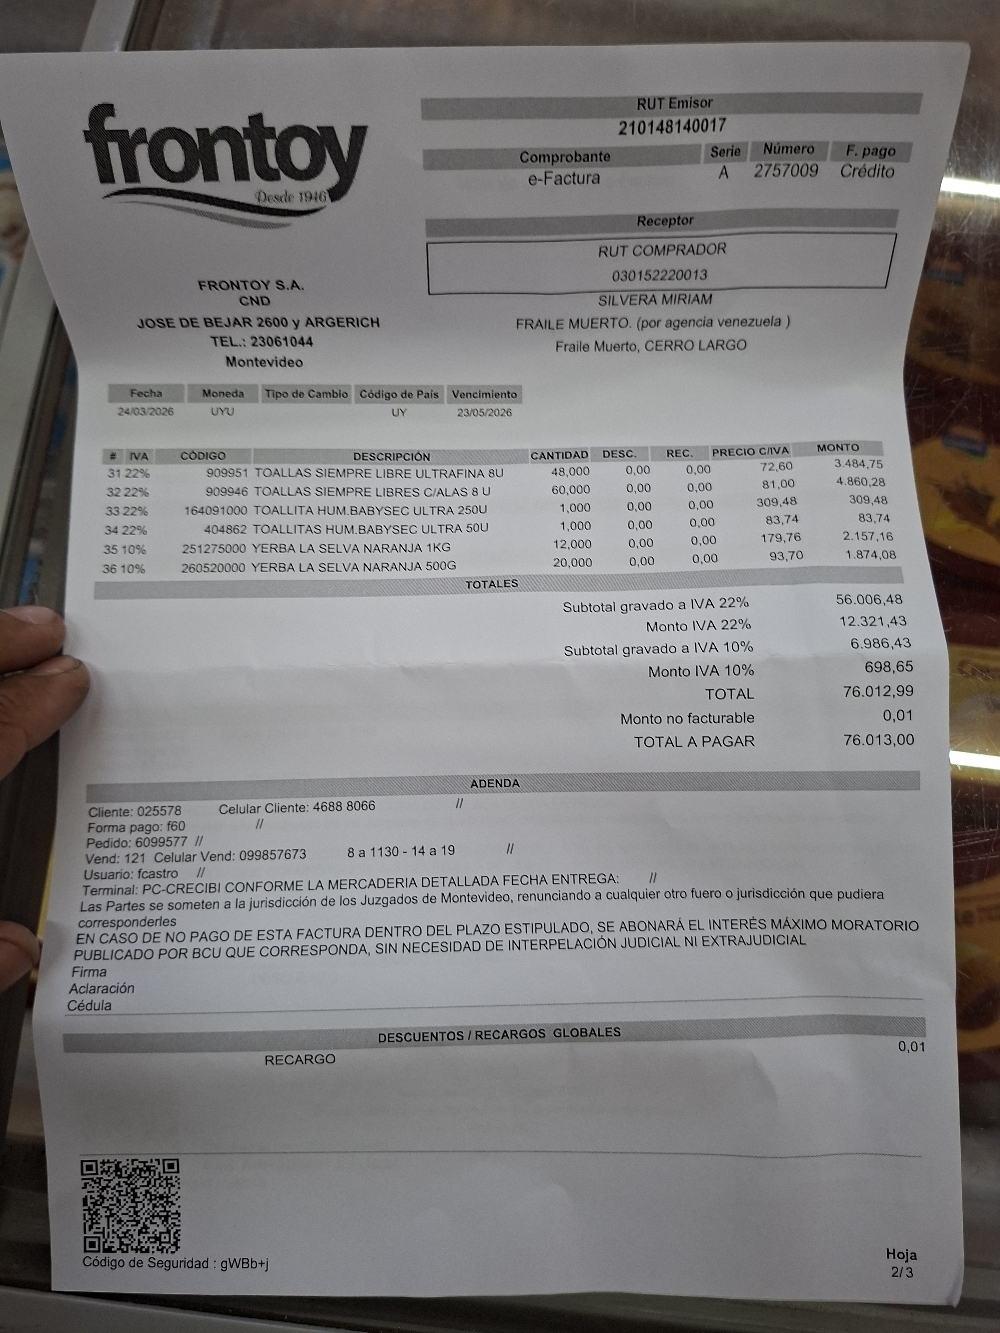 frontoy
Desde 1946
RUT Emisor
210148140017
Comprobante Serie Número F. pago
e-Factura A 2757009 Crédito
Receptor
RUT COMPRADOR
030152220013
SILVERA MIRIAM
FRAILE MUERTO. (por agencia venezuela )
Fraile Muerto, CERRO LARGO
FRONTOY S.A.
CND
JOSE DE BEJAR 2600 y ARGERICH
TEL.: 23061044
Montevideo
Fecha Moneda Tipo de Cambio Código de País Vencimiento
24/03/2026 UYU UY 23/05/2026
# IVA CÓDIGO DESCRIPCIÓN CANTIDAD DESC. REC. PRECIO C/IVA MONTO
31 22% 909951 TOALLAS SIEMPRE LIBRE ULTRAFINA 8U 48,000 0,00 0,00 72,60 3.484,75
32 22% 909946 TOALLAS SIEMPRE LIBRES C/ALAS 8 U 60,000 0,00 0,00 81,00 4.860,28
33 22% 164091000 TOALLITA HUM.BABYSEC ULTRA 250U 1,000 0,00 0,00 309,48 309,48
34 22% 404862 TOALLITAS HUM.BABYSEC ULTRA 50U 1,000 0,00 0,00 83,74 83,74
35 10% 251275000 YERBA LA SELVA NARANJA 1KG 12,000 0,00 0,00 179,76 2.157,16
36 10% 260520000 YERBA LA SELVA NARANJA 500G 20,000 0,00 0,00 93,70 1.874,08
TOTALES
Subtotal gravado a IVA 22% 56.006,48
Monto IVA 22% 12.321,43
Subtotal gravado a IVA 10% 6.986,43
Monto IVA 10% 698,65
TOTAL 76.012,99
Monto no facturable 0,01
TOTAL A PAGAR 76.013,00
ADENDA
Cliente: 025578 Celular Cliente: 4688 8066 //
Forma pago: f60 //
Pedido: 6099577 //
Vend: 121 Celular Vend: 099857673 8 a 1130 - 14 a 19 //
Usuario: fcastro //
Terminal: PC-CRECIBI CONFORME LA MERCADERIA DETALLADA FECHA ENTREGA: //
Las Partes se someten a la jurisdicción de los Juzgados de Montevideo, renunciando a cualquier otro fuero o jurisdicción que pudiera
corresponderles
EN CASO DE NO PAGO DE ESTA FACTURA DENTRO DEL PLAZO ESTIPULADO, SE ABONARÁ EL INTERÉS MÁXIMO MORATORIO
PUBLICADO POR BCU QUE CORRESPONDA, SIN NECESIDAD DE INTERPELACIÓN JUDICIAL NI EXTRAJUDICIAL
Firma
Aclaración
Cédula
DESCUENTOS / RECARGOS GLOBALES
RECARGO 0,01
Código de Seguridad : gWBb+j
Hoja
2/3